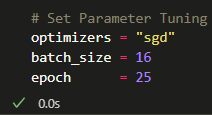 # Set Parameter Tuning
optimizers = "sgd"
batch_size = 16
epoch      = 25
✓ 0.0s